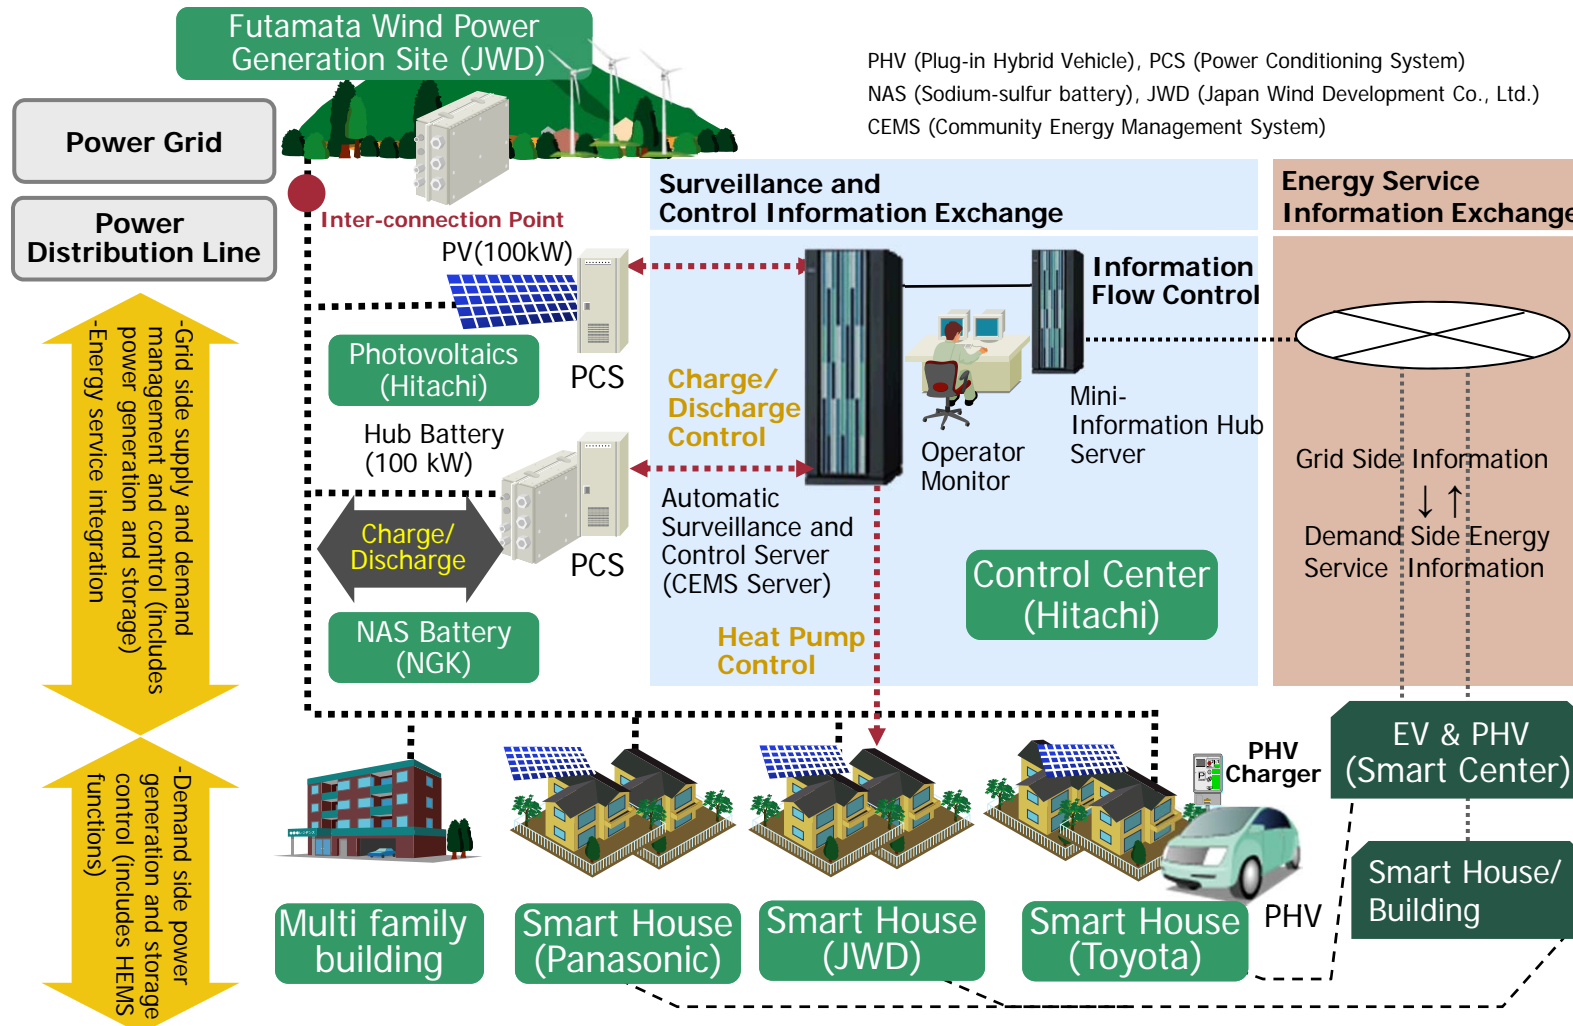 Futamata Wind Power
Generation Site (JWD)
PHV (Plug-in Hybrid Vehicle), PCS (Power Conditioning System)
NAS (Sodium-sulfur battery), JWD (Japan Wind Development Co., Ltd.)
CEMS (Community Energy Management System)
Power Grid
Power
Distribution Line
Inter-connection Point
Surveillance and
Control Information Exchange
Energy Service
Information Exchange
PV(100kW)
Photovoltaics
(Hitachi)
PCS
Information
Flow Control
Charge/
Discharge
Control
Operator
Monitor
Mini-
Information Hub
Server
Hub Battery
(100 kW)
Charge/
Discharge
PCS
NAS Battery
(NGK)
Automatic
Surveillance and
Control Server
(CEMS Server)
Control Center
(Hitachi)
Heat Pump
Control
Grid Side Information
↓ ↑
Demand Side Energy
Service Information
-Grid side supply and demand
management and control (includes
power generation and storage)
-Energy service integration
-Demand side power
generation and storage
control (includes HEMS
functions)
PHV
Charger
EV & PHV
(Smart Center)
Smart House/
Building
PHV
Multi family
building
Smart House
(Panasonic)
Smart House
(JWD)
Smart House
(Toyota)